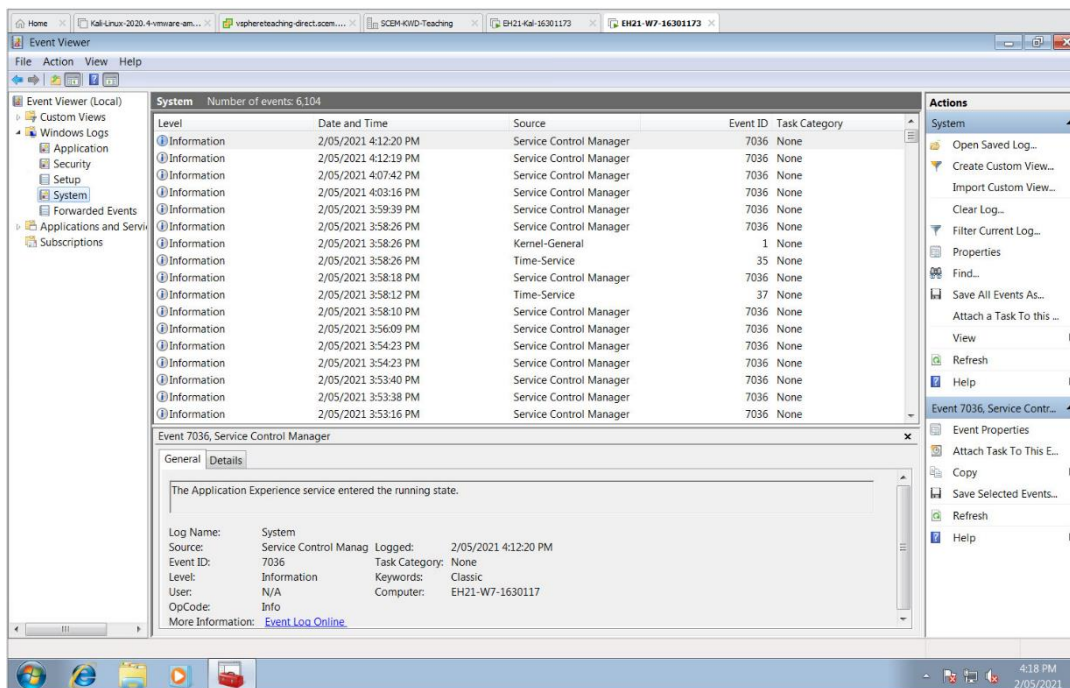 Home
Kali-Linux-2020.4-vmware-am...
vsphereteaching-direct.scem....
SCEM-KWD-Teaching
EH21-Kal-16301173
EH21-W7-16301173
Event Viewer
File Action View Help
Event Viewer (Local)
Custom Views
Windows Logs
Application
Security
Setup
System
Forwarded Events
Applications and Servi
Subscriptions
System Number of events: 6,104
Level Date and Time Source Event ID Task Category
Information 2/05/2021 4:12:20 PM Service Control Manager 7036 None
Information 2/05/2021 4:12:19 PM Service Control Manager 7036 None
Information 2/05/2021 4:07:42 PM Service Control Manager 7036 None
Information 2/05/2021 4:03:16 PM Service Control Manager 7036 None
Information 2/05/2021 3:59:39 PM Service Control Manager 7036 None
Information 2/05/2021 3:58:26 PM Service Control Manager 7036 None
Information 2/05/2021 3:58:26 PM Kernel-General 1 None
Information 2/05/2021 3:58:26 PM Time-Service 35 None
Information 2/05/2021 3:58:18 PM Service Control Manager 7036 None
Information 2/05/2021 3:58:12 PM Time-Service 37 None
Information 2/05/2021 3:58:10 PM Service Control Manager 7036 None
Information 2/05/2021 3:56:09 PM Service Control Manager 7036 None
Information 2/05/2021 3:54:23 PM Service Control Manager 7036 None
Information 2/05/2021 3:54:23 PM Service Control Manager 7036 None
Information 2/05/2021 3:53:40 PM Service Control Manager 7036 None
Information 2/05/2021 3:53:38 PM Service Control Manager 7036 None
Information 2/05/2021 3:53:16 PM Service Control Manager 7036 None
Event 7036, Service Control Manager
General Details
The Application Experience service entered the running state.
Log Name: System
Source: Service Control Manag Logged: 2/05/2021 4:12:20 PM
Event ID: 7036 Task Category: None
Level: Information Keywords: Classic
User: N/A Computer: EH21-W7-1630117
OpCode: Info
More Information: Event Log Online
Actions
System
Open Saved Log...
Create Custom View...
Import Custom View...
Clear Log...
Filter Current Log...
Properties
Find...
Save All Events As...
Attach a Task To this ...
View
Refresh
Help
Event 7036, Service Contr...
Event Properties
Attach Task To This E...
Copy
Save Selected Events...
Refresh
Help
4:18 PM
2/05/2021